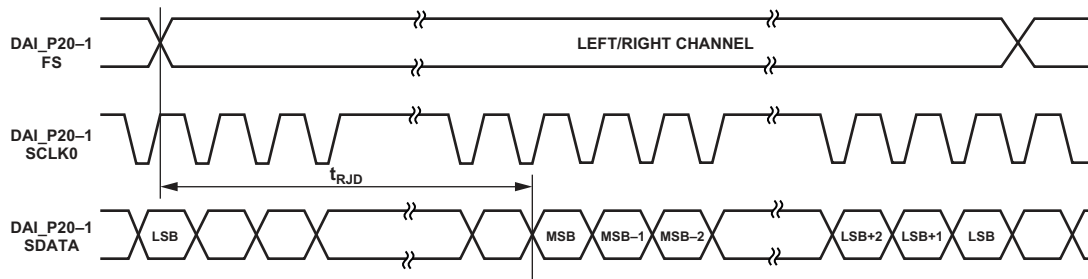 DAI_P20–1
FS
LEFT/RIGHT CHANNEL
DAI_P20–1
SCLK0
tRJD
DAI_P20–1
SDATA
LSB
MSB
MSB–1
MSB–2
LSB+2
LSB+1
LSB